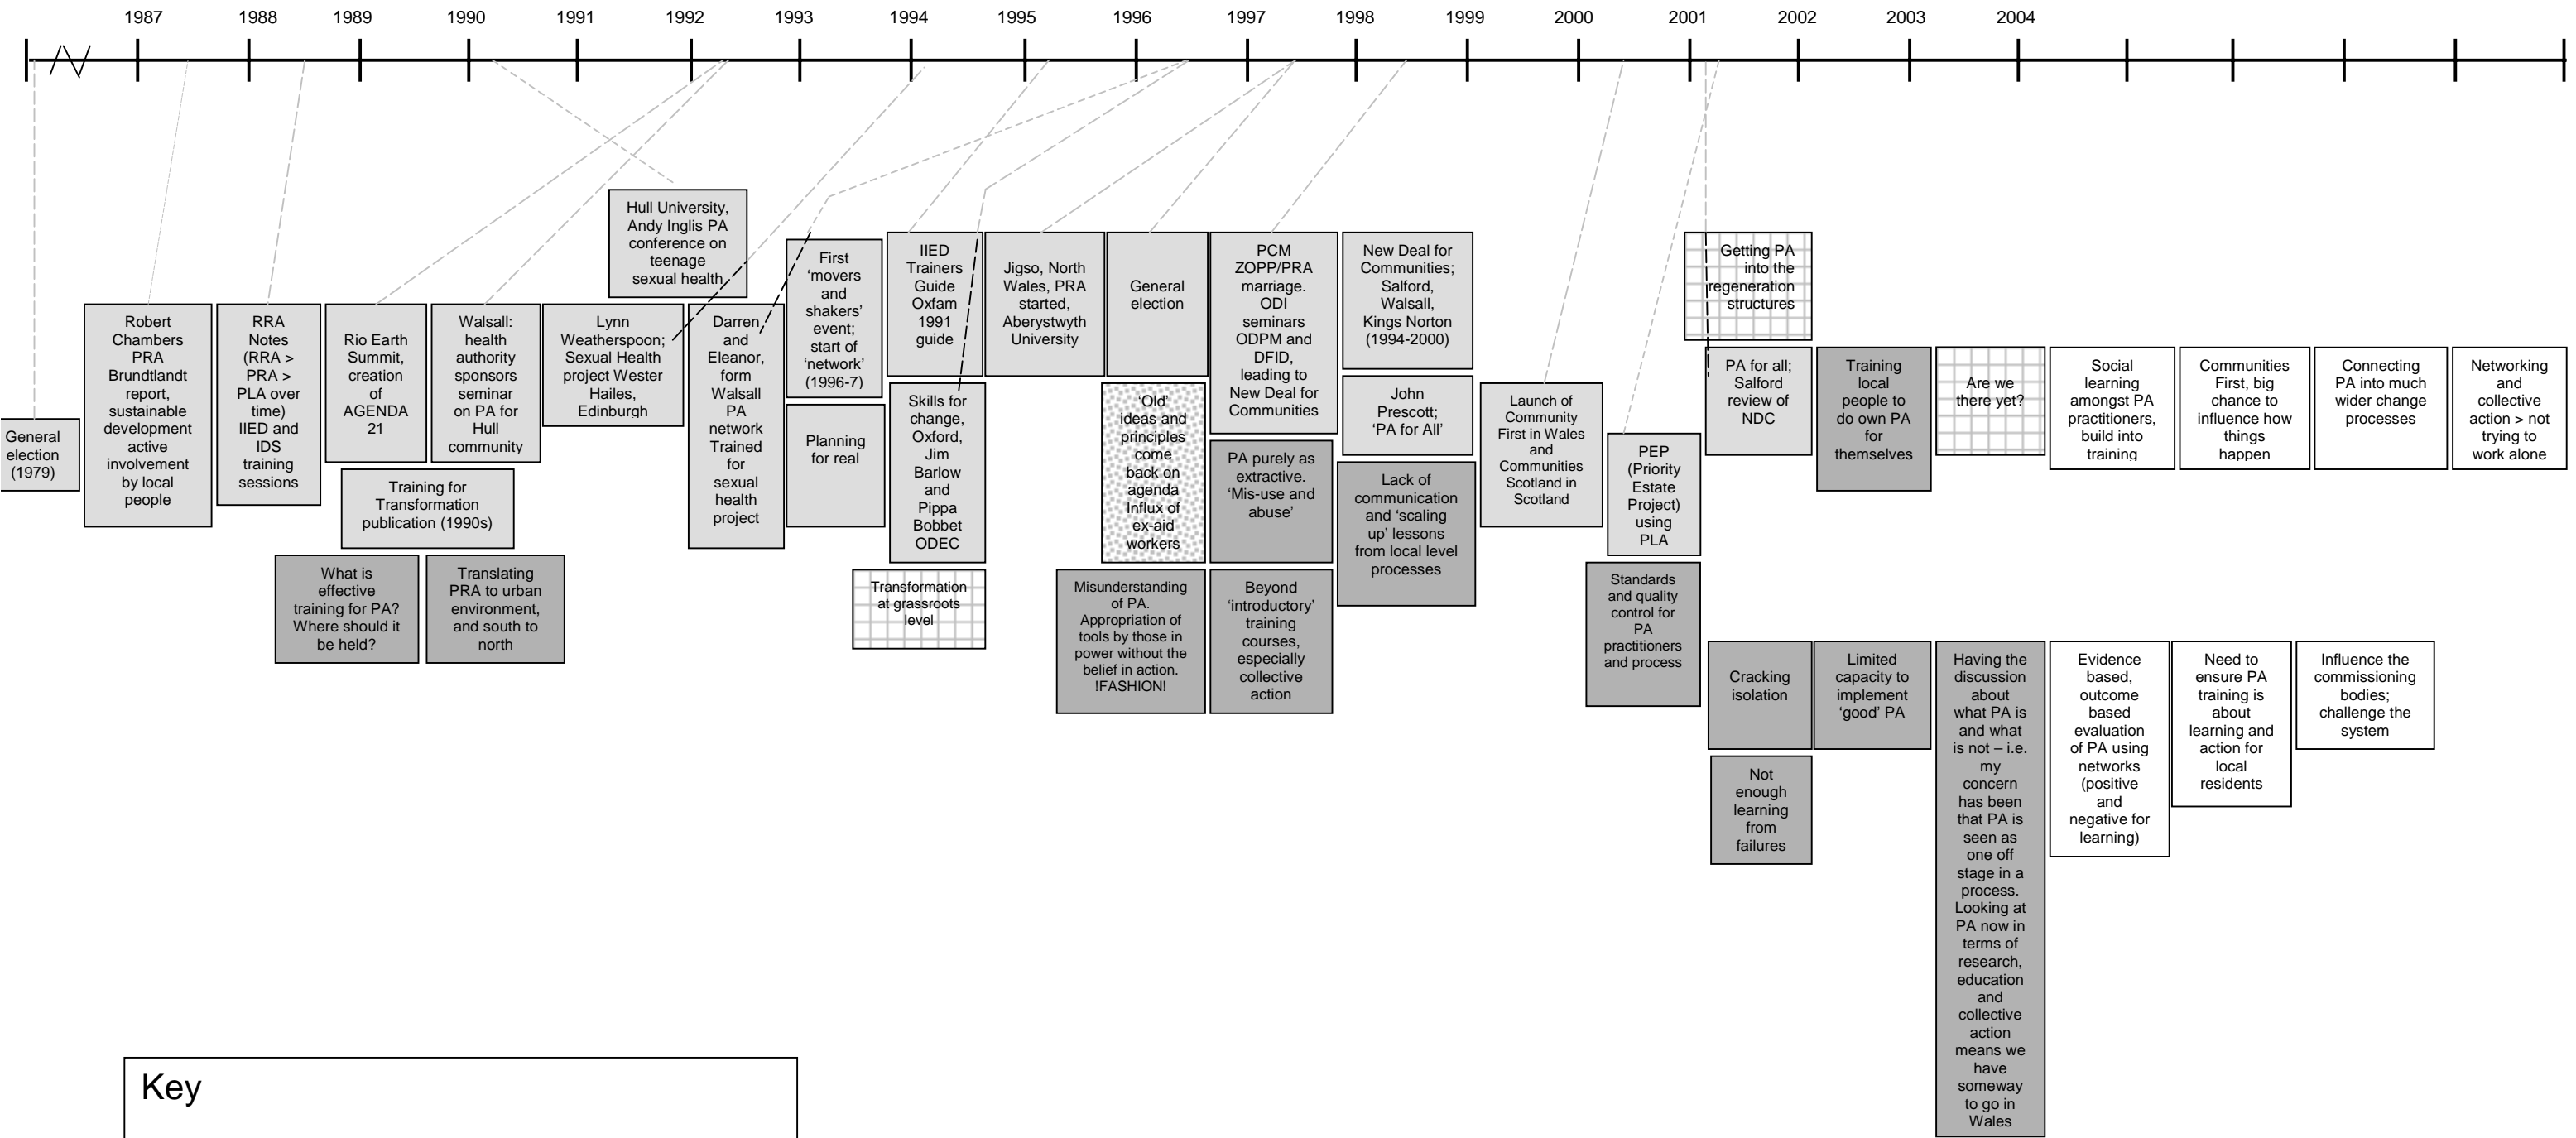 1987 1988 1989 1990 1991 1992 1993 1994 1995 1996 1997 1998 1999 2000 2001 2002 2003 2004
General
election
(1979)
Robert
Chambers
PRA
Brundtlandt
report,
sustainable
development
active
involvement
by local
people
RRA
Notes
(RRA >
PRA >
PLA over
time)
IIED and
IDS
training
sessions
Rio Earth
Summit,
creation
of
AGENDA
21
Walsall:
health
authority
sponsors
seminar
on PA for
Hull
community
Training for
Transformation
publication (1990s)
What is
effective
training for PA?
Where should it
be held?
Translating
PRA to urban
environment,
and south to
north
Hull University,
Andy Inglis PA
conference on
teenage
sexual health
Lynn
Weatherspoon;
Sexual Health
project Wester
Hailes,
Edinburgh
Darren
and
Eleanor,
form
Walsall
PA
network
Trained
for
sexual
health
project
First
‘movers
and
shakers’
event;
start of
‘network’
(1996-7)
Planning
for real
IIED
Trainers
Guide
Oxfam
1991
guide
Skills for
change,
Oxford,
Jim
Barlow
and
Pippa
Bobbet
ODEC
Transformation
at grassroots
level
Jigso, North
Wales, PRA
started,
Aberystwyth
University
General
election
‘Old’
ideas and
principles
come
back on
agenda
Influx of
ex-aid
workers
Misunderstanding
of PA.
Appropriation of
tools by those in
power without the
belief in action.
!FASHION!
PCM
ZOPP/PRA
marriage.
ODI
seminars
ODPM and
DFID,
leading to
New Deal for
Communities
PA purely as
extractive.
‘Mis-use and
abuse’
Beyond
‘introductory’
training
courses,
especially
collective
action
New Deal for
Communities;
Salford,
Walsall,
Kings Norton
(1994-2000)
John
Prescott;
‘PA for All’
Lack of
communication
and ‘scaling
up’ lessons
from local level
processes
Launch of
Community
First in Wales
and
Communities
Scotland in
Scotland
PEP
(Priority
Estate
Project)
using
PLA
Standards
and quality
control for
PA
practitioners
and process
Getting PA
into the
regeneration
structures
PA for all;
Salford
review of
NDC
Training
local
people to
do own PA
for
themselves
Are we
there yet?
Social
learning
amongst PA
practitioners,
build into
training
Communities
First, big
chance to
influence how
things
happen
Connecting
PA into much
wider change
processes
Networking
and
collective
action > not
trying to
work alone
Cracking
isolation
Not
enough
learning
from
failures
Limited
capacity to
implement
‘good’ PA
Having the
discussion
about
what PA is
and what
is not – i.e.
my
concern
has been
that PA is
seen as
one off
stage in a
process.
Looking at
PA now in
terms of
research,
education
and
collective
action
means we
have
someway
to go in
Wales
Evidence
based,
outcome
based
evaluation
of PA using
networks
(positive
and
negative for
learning)
Need to
ensure PA
training is
about
learning and
action for
local
residents
Influence the
commissioning
bodies;
challenge the
system
Key